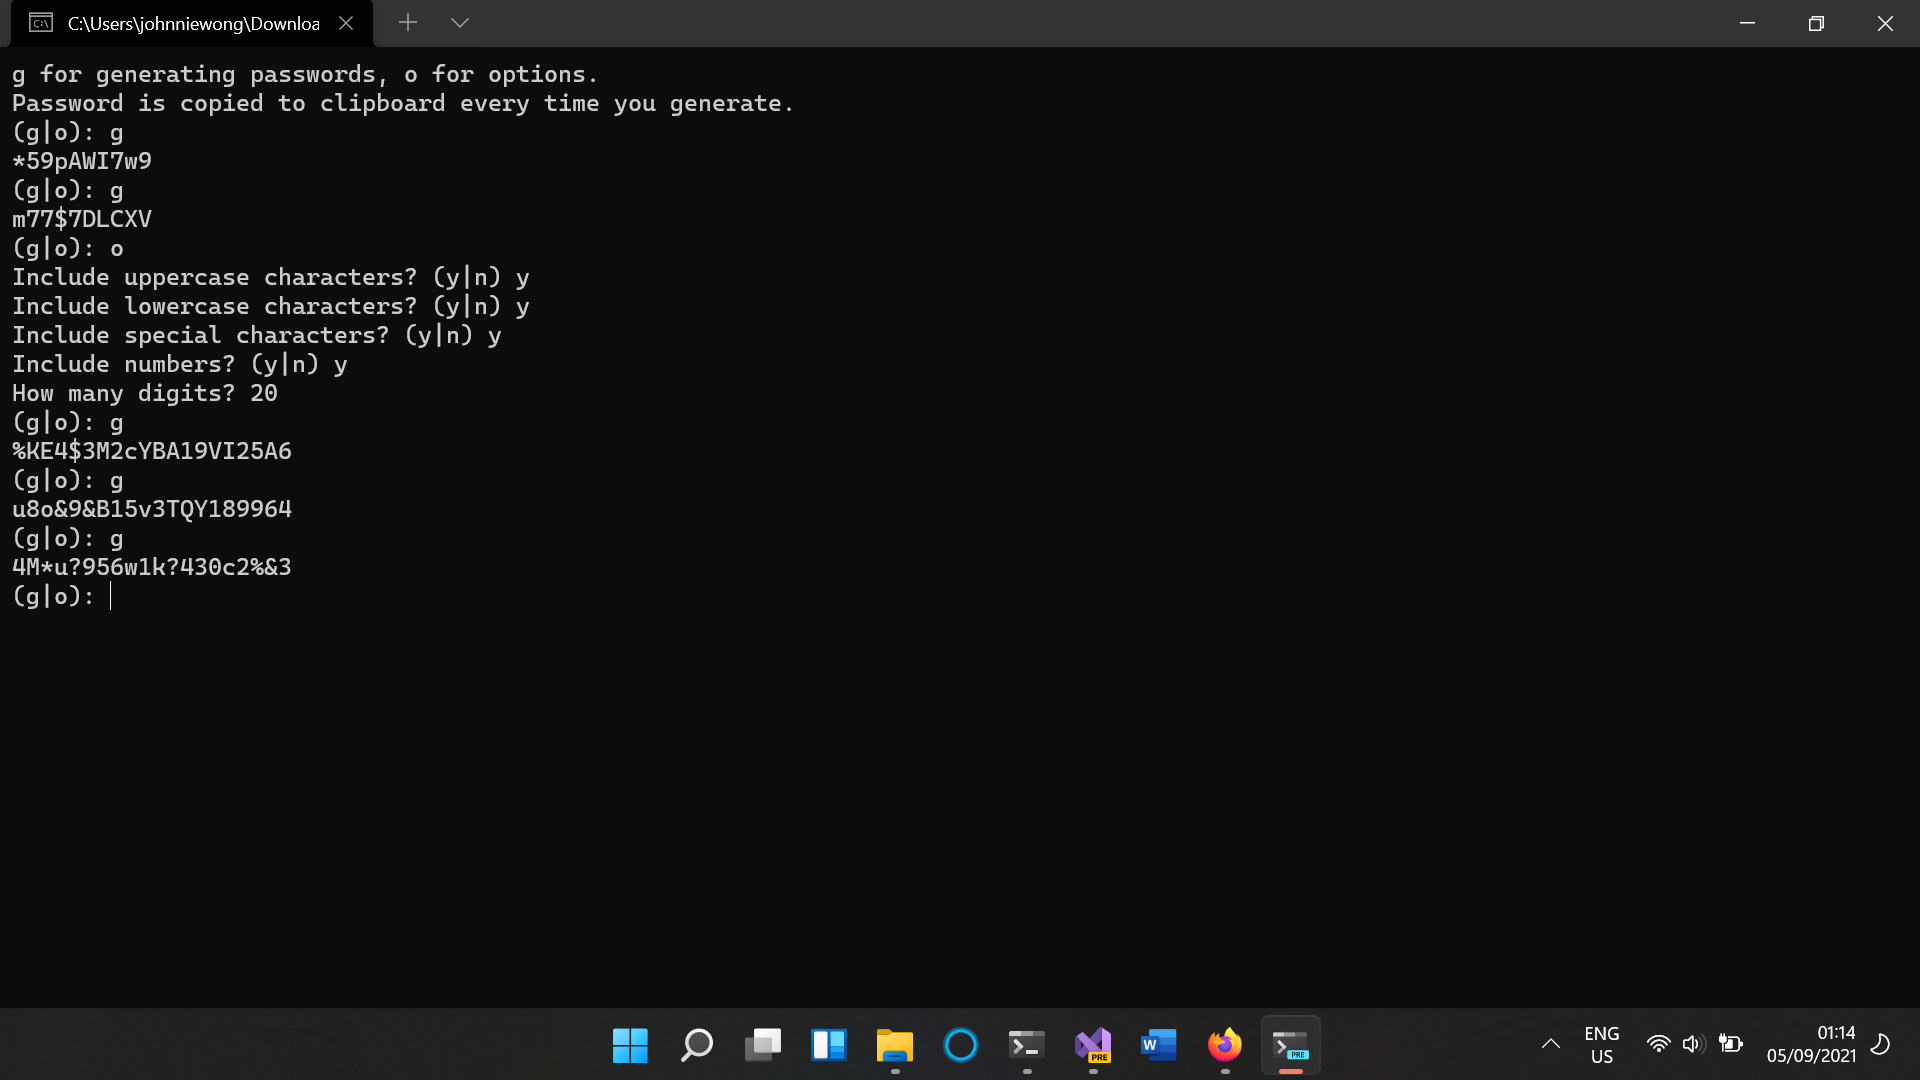 C:\Users\johnniewong\Downloa
g for generating passwords, o for options.
Password is copied to clipboard every time you generate.
(g|o): g
*59pAWI7w9
(g|o): g
m77$7DLCXV
(g|o): o
Include uppercase characters? (y|n) y
Include lowercase characters? (y|n) y
Include special characters? (y|n) y
Include numbers? (y|n) y
How many digits? 20
(g|o): g
%KE4$3M2cYBA19VI25A6
(g|o): g
u8o&9&B15v3TQY189964
(g|o): g
4M*u?956w1k?430c2%&3
(g|o):
PRE
W
PRE
ENG
US
01:14
05/09/2021